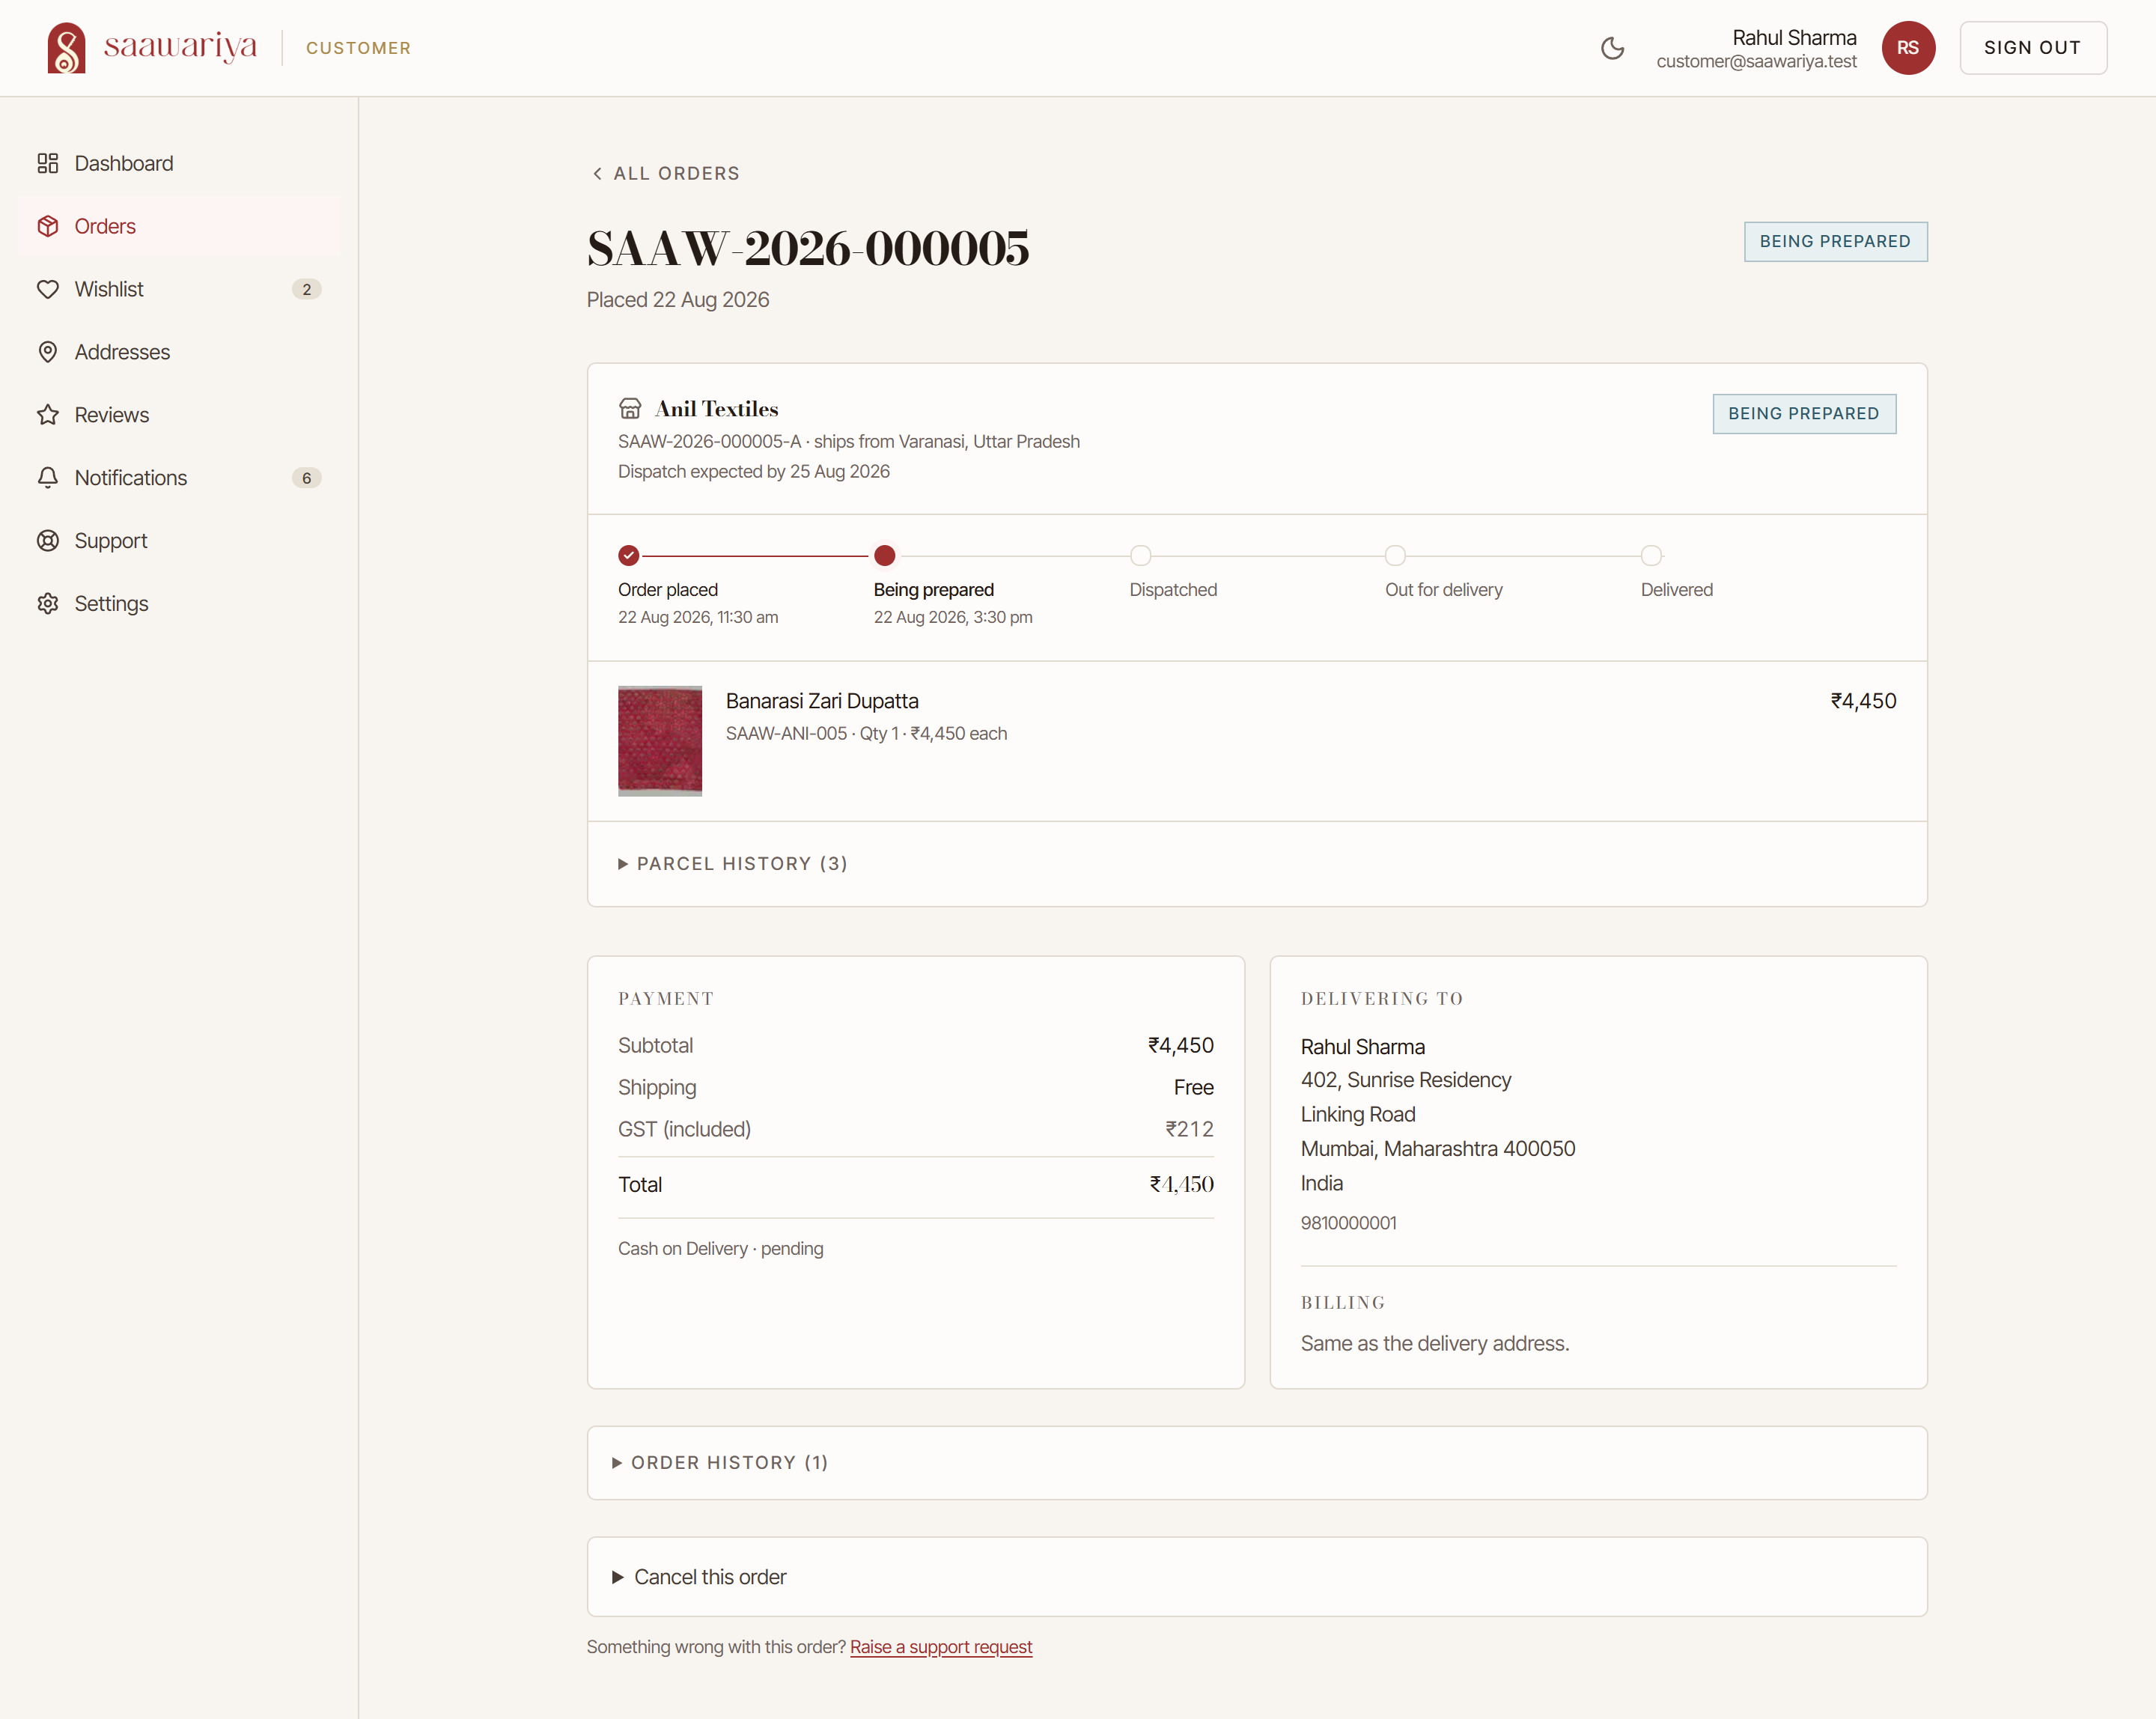 saawariya
CUSTOMER
Rahul Sharma
customer@saawariya.test
RS
SIGN OUT
Dashboard
Orders
Wishlist 2
Addresses
Reviews
Notifications 6
Support
Settings
ALL ORDERS
SAAW-2026-000005
BEING PREPARED
Placed 22 Aug 2026
Anil Textiles
BEING PREPARED
SAAW-2026-000005-A · ships from Varanasi, Uttar Pradesh
Dispatch expected by 25 Aug 2026
Order placed
22 Aug 2026, 11:30 am
Being prepared
22 Aug 2026, 3:30 pm
Dispatched
Out for delivery
Delivered
Banarasi Zari Dupatta
₹4,450
SAAW-ANI-005 · Qty 1 · ₹4,450 each
PARCEL HISTORY (3)
PAYMENT
Subtotal ₹4,450
Shipping Free
GST (included) ₹212
Total ₹4,450
Cash on Delivery · pending
DELIVERING TO
Rahul Sharma
402, Sunrise Residency
Linking Road
Mumbai, Maharashtra 400050
India
9810000001
BILLING
Same as the delivery address.
ORDER HISTORY (1)
Cancel this order
Something wrong with this order? Raise a support request